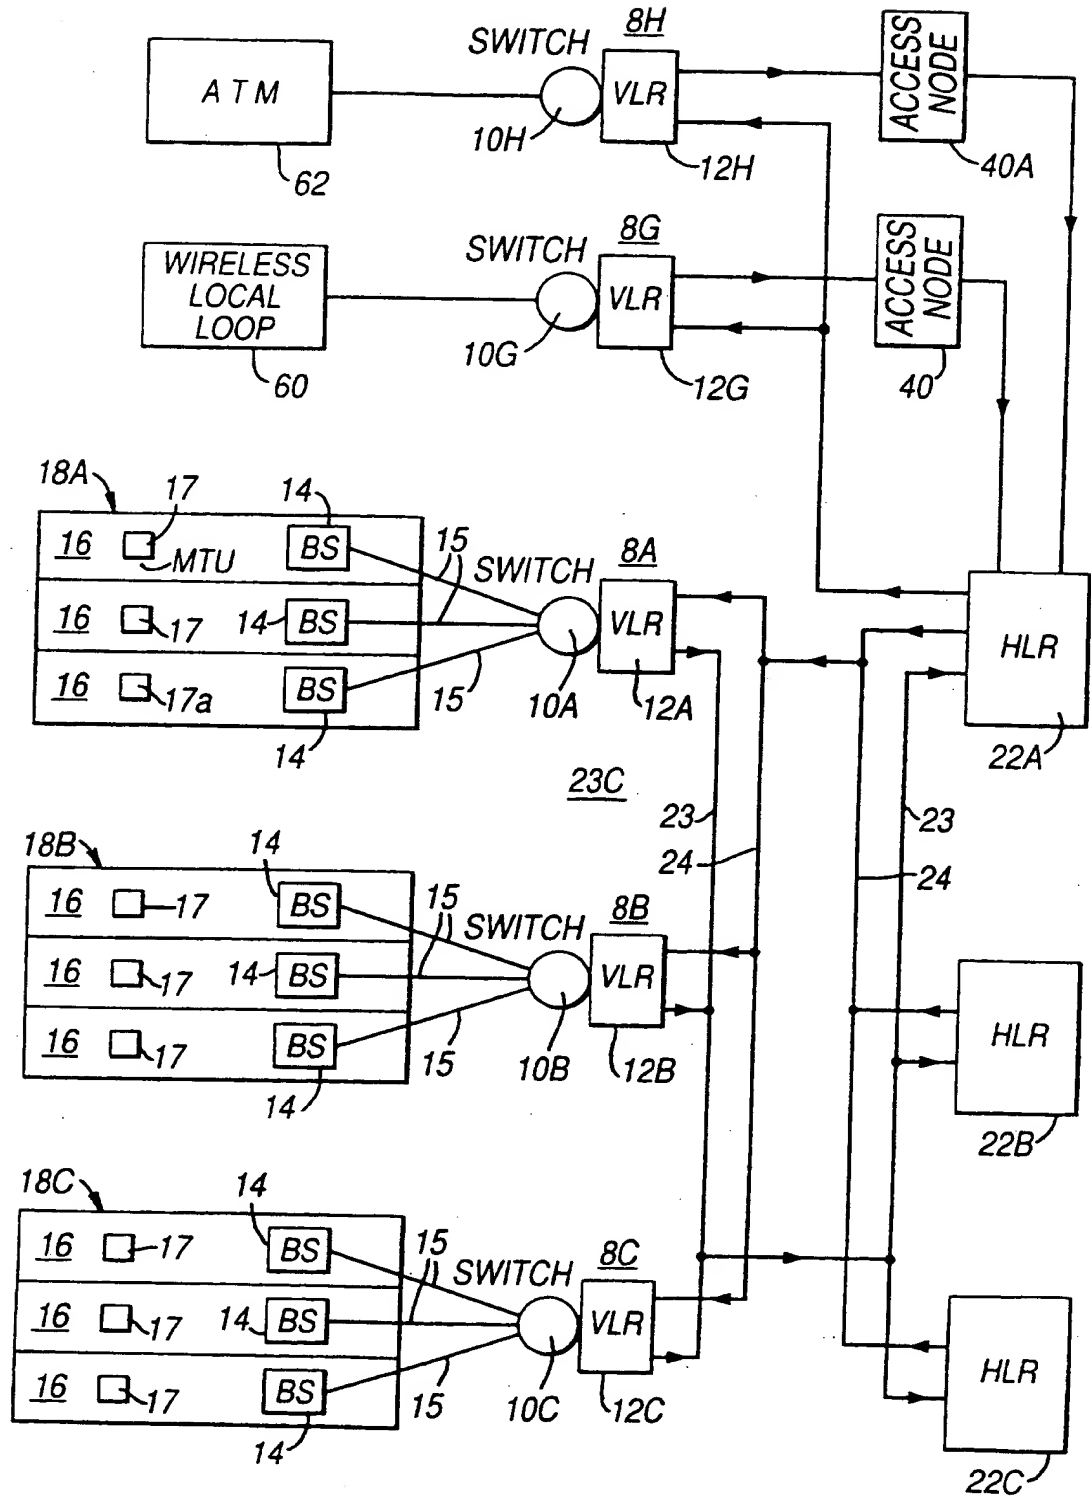 8H
SWITCH
ATM
VLR
ACCESS NODE
10H
12H
40A
62
8G
SWITCH
WIRELESS
LOCAL
LOOP
VLR
ACCESS NODE
10G
12G
40
60
18A
17
14
16
MTU
BS
15
SWITCH
8A
16
17
14
BS
VLR
HLR
16
17a
BS
15
10A
12A
14
22A
23C
23
23
24
24
18B
14
16
17
BS
15
SWITCH
8B
16
17
14
BS
VLR
16
17
BS
15
10B
12B
14
HLR
22B
18C
14
16
17
BS
15
SWITCH
8C
16
17
14
BS
VLR
16
17
BS
15
10C
12C
14
HLR
22C